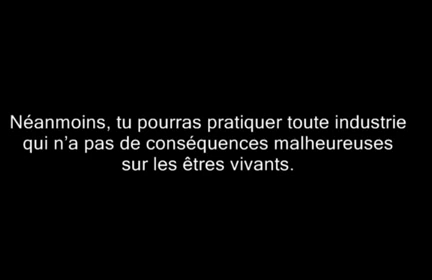 Néanmoins, tu pourras pratiquer toute industrie
qui n'a pas de conséquences malheureuses
sur les êtres vivants.